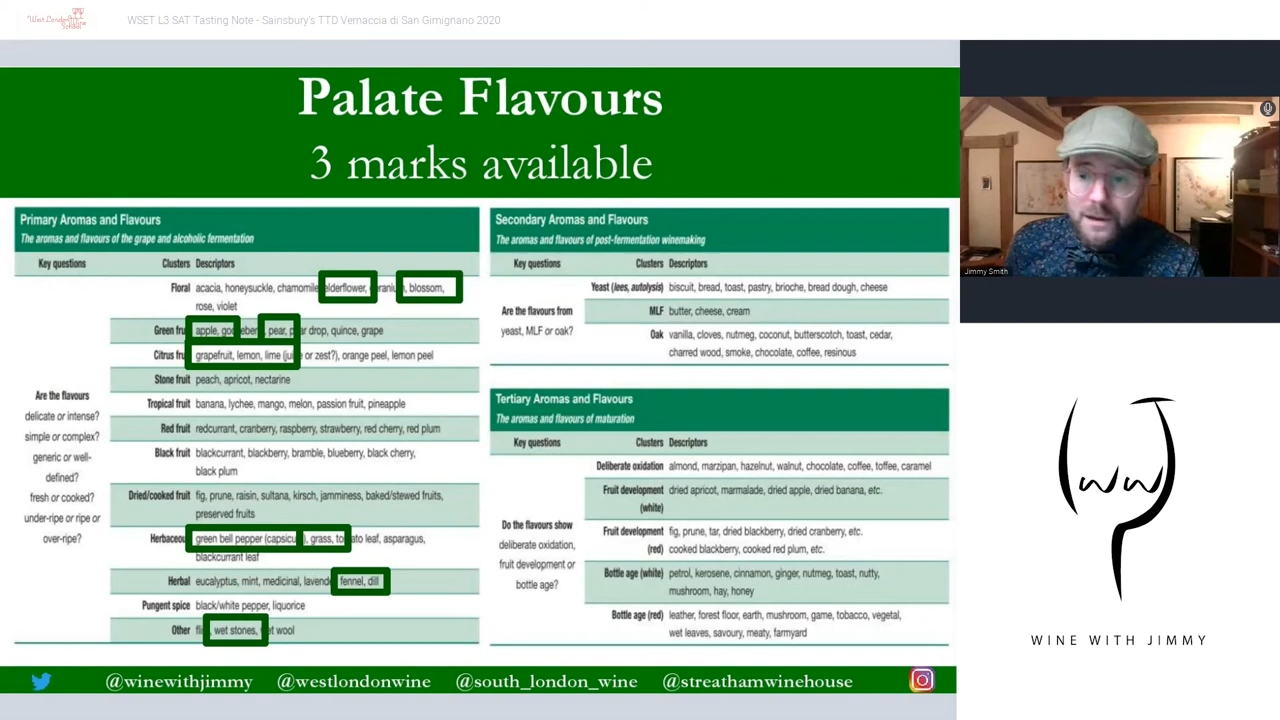 West London Wine School
WSET L3 SAT Tasting Note - Sainsbury's TTD Vernaccia di San Gimignano 2020
Palate Flavours
3 marks available
Primary Aromas and Flavours
The aromas and flavours of the grape and alcoholic fermentation
Key questions
Clusters
Descriptors
Are the flavours
delicate or intense?
simple or complex?
generic or well-
defined?
fresh or cooked?
under-ripe or ripe or
over-ripe?
Floral
acacia, honeysuckle, chamomile, elderflower, geranium, blossom,
rose, violet
Green fruit
apple, gooseberry, pear, pear drop, quince, grape
Citrus fruit
grapefruit, lemon, lime (juice or zest?), orange peel, lemon peel
Stone fruit
peach, apricot, nectarine
Tropical fruit
banana, lychee, mango, melon, passion fruit, pineapple
Red fruit
redcurrant, cranberry, raspberry, strawberry, red cherry, red plum
Black fruit
blackcurrant, blackberry, bramble, blueberry, black cherry,
black plum
Dried/cooked fruit
fig, prune, raisin, sultana, kirsch, jamminess, baked/stewed fruits,
preserved fruits
Herbaceous
green bell pepper (capsicum), grass, tomato leaf, asparagus,
blackcurrant leaf
Herbal
eucalyptus, mint, medicinal, lavender, fennel, dill
Pungent spice
black/white pepper, liquorice
Other
flint, wet stones, wet wool
Secondary Aromas and Flavours
The aromas and flavours of post-fermentation winemaking
Key questions
Clusters
Descriptors
Are the flavours from
yeast, MLF or oak?
Yeast (lees, autolysis)
biscuit, bread, toast, pastry, brioche, bread dough, cheese
MLF
butter, cheese, cream
Oak
vanilla, cloves, nutmeg, coconut, butterscotch, toast, cedar,
charred wood, smoke, chocolate, coffee, resinous
Tertiary Aromas and Flavours
The aromas and flavours of maturation
Key questions
Clusters
Descriptors
Do the flavours show
deliberate oxidation,
fruit development or
bottle age?
Deliberate oxidation
almond, marzipan, hazelnut, walnut, chocolate, coffee, toffee, caramel
Fruit development
(white)
dried apricot, marmalade, dried apple, dried banana, etc.
Fruit development
(red)
fig, prune, tar, dried blackberry, dried cranberry, etc.
cooked blackberry, cooked red plum, etc.
Bottle age (white)
petrol, kerosene, cinnamon, ginger, nutmeg, toast, nutty,
mushroom, hay, honey
Bottle age (red)
leather, forest floor, earth, mushroom, game, tobacco, vegetal,
wet leaves, savoury, meaty, farmyard
@winewithjimmy
@westlondonwine
@south_london_wine
@streathamwinehouse
Jimmy Smith
WINE WITH JIMMY